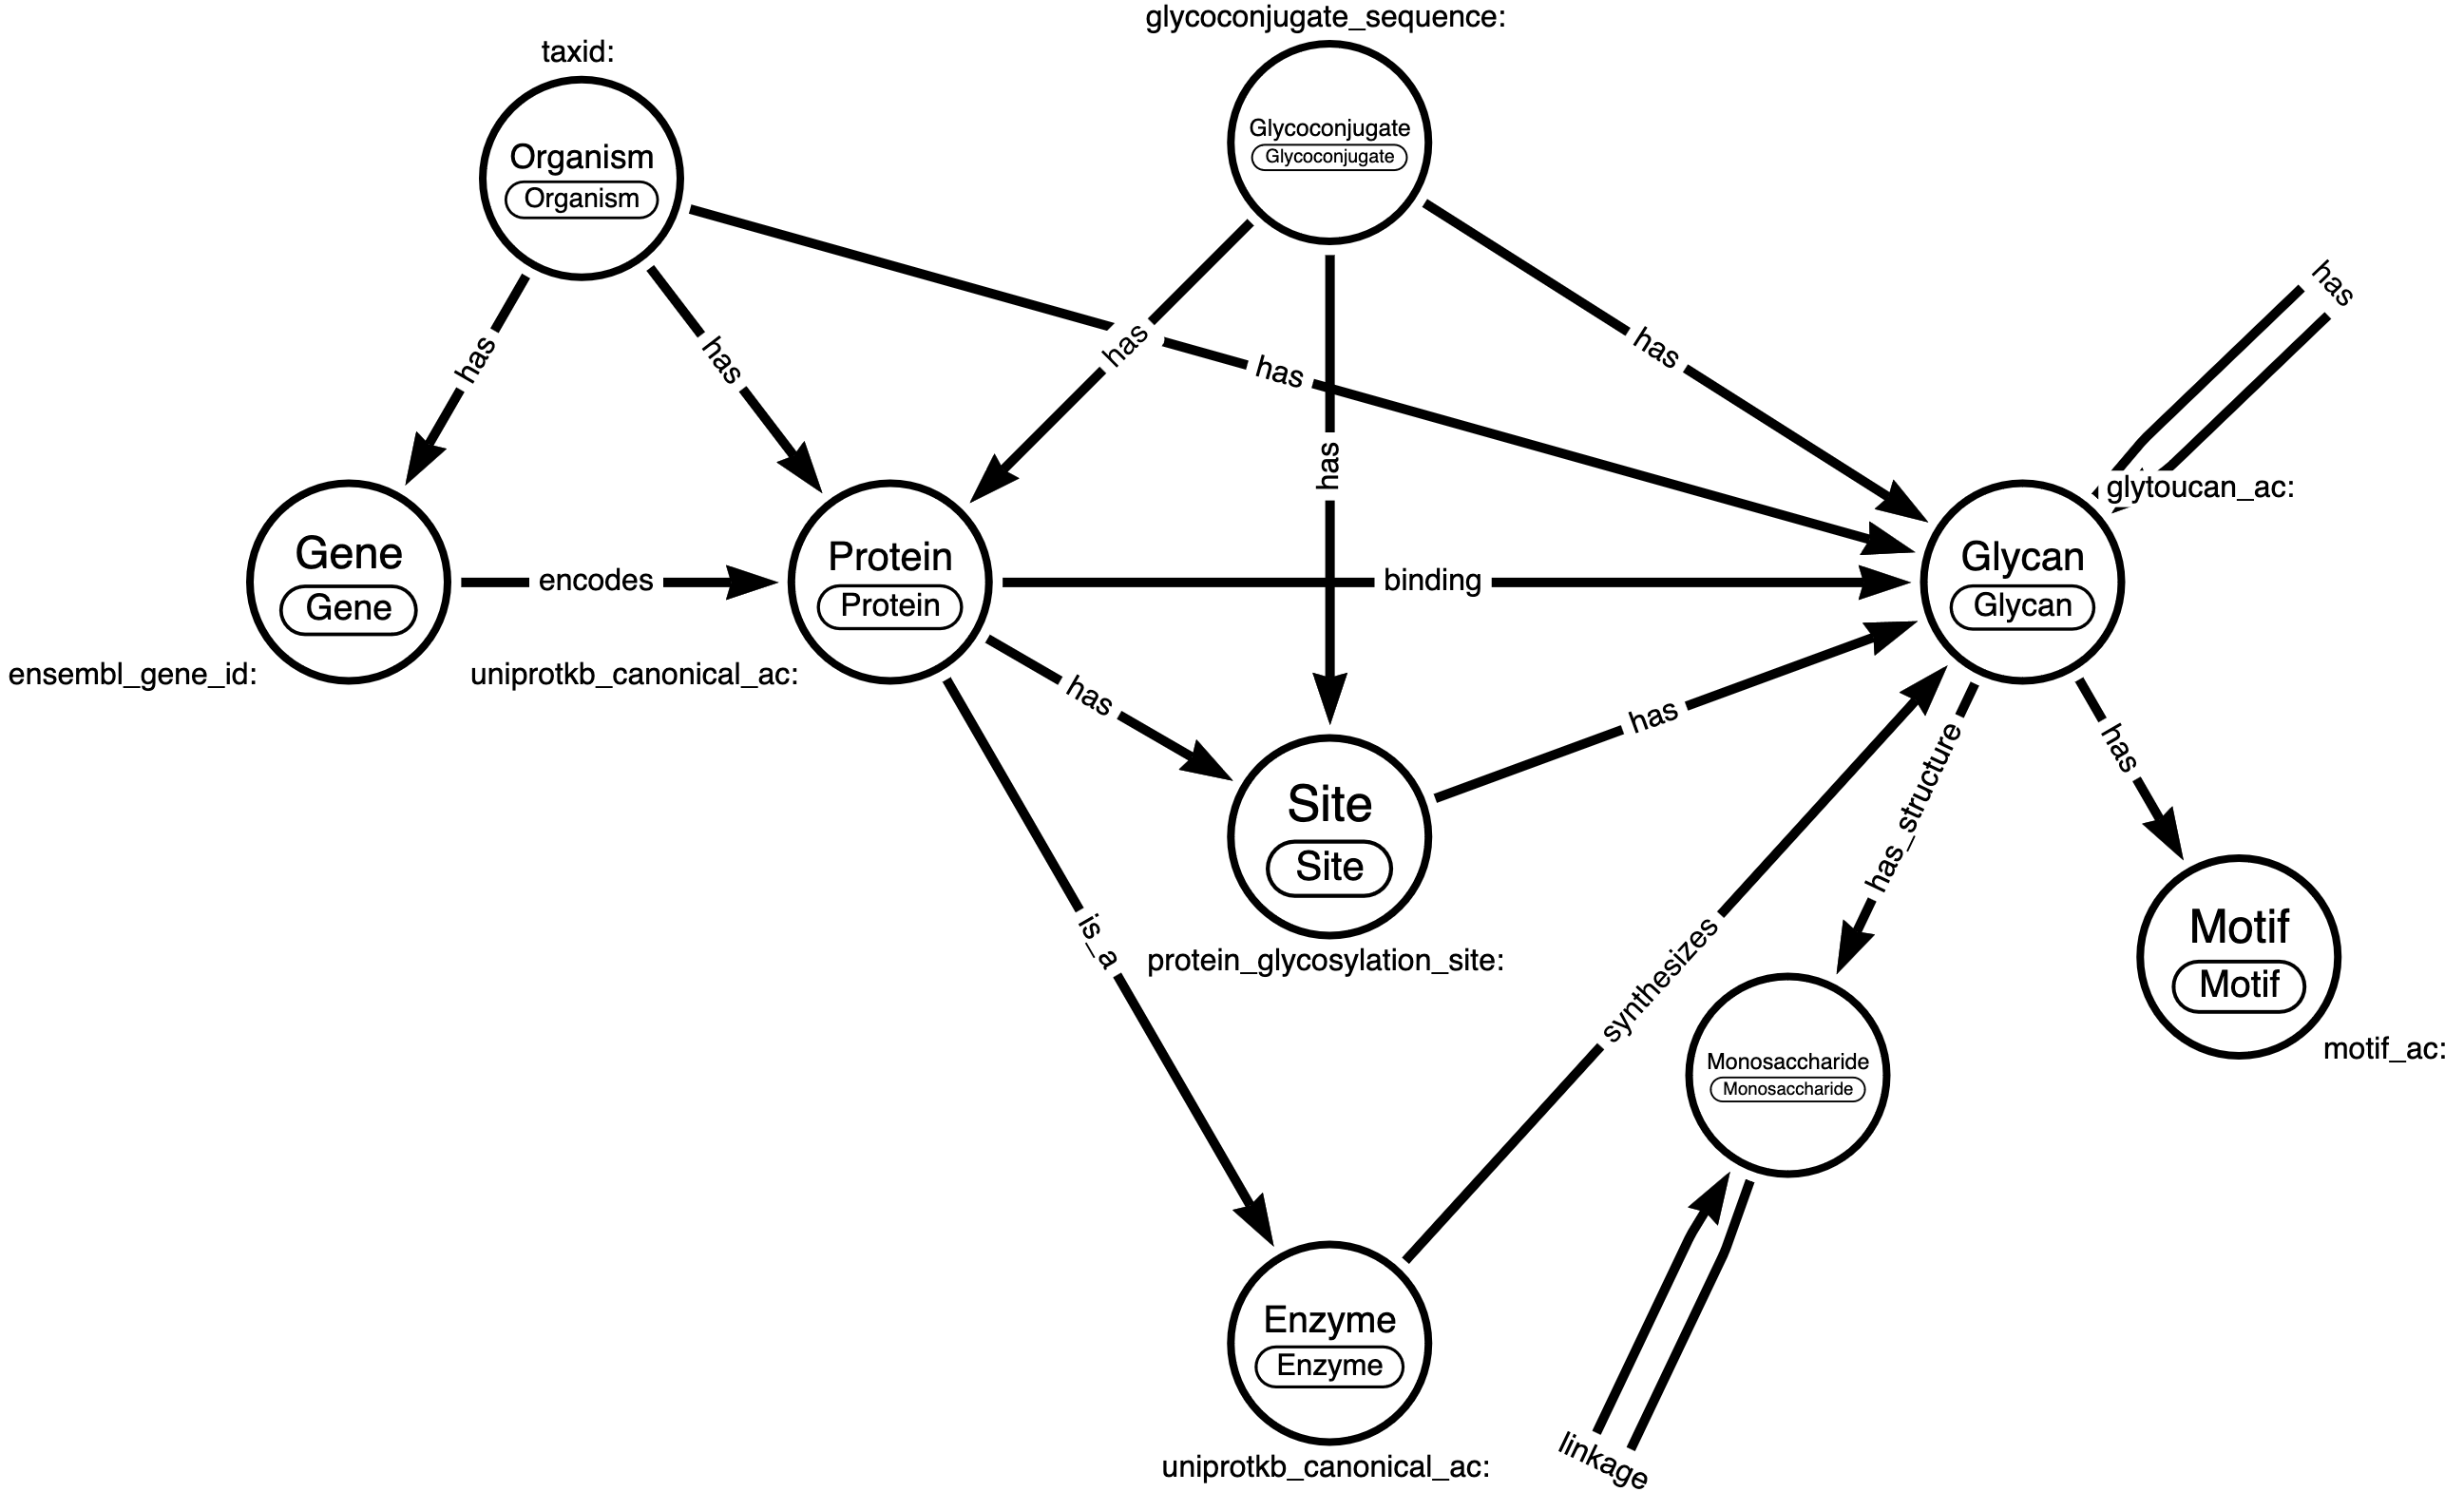 glycoconjugate_sequence:
taxid:
Glycoconjugate
Glycoconjugate
Organism
Organism
has
has
has
has
has
has
has
glytoucan_ac:
Gene
Gene
encodes
Protein
Protein
binding
Glycan
Glycan
ensembl_gene_id:
uniprotkb_canonical_ac:
has
has
has_structure
has
Site
Site
is_a
protein_glycosylation_site:
synthesizes
Motif
Motif
motif_ac:
Monosaccharide
Monosaccharide
Enzyme
Enzyme
uniprotkb_canonical_ac:
linkage